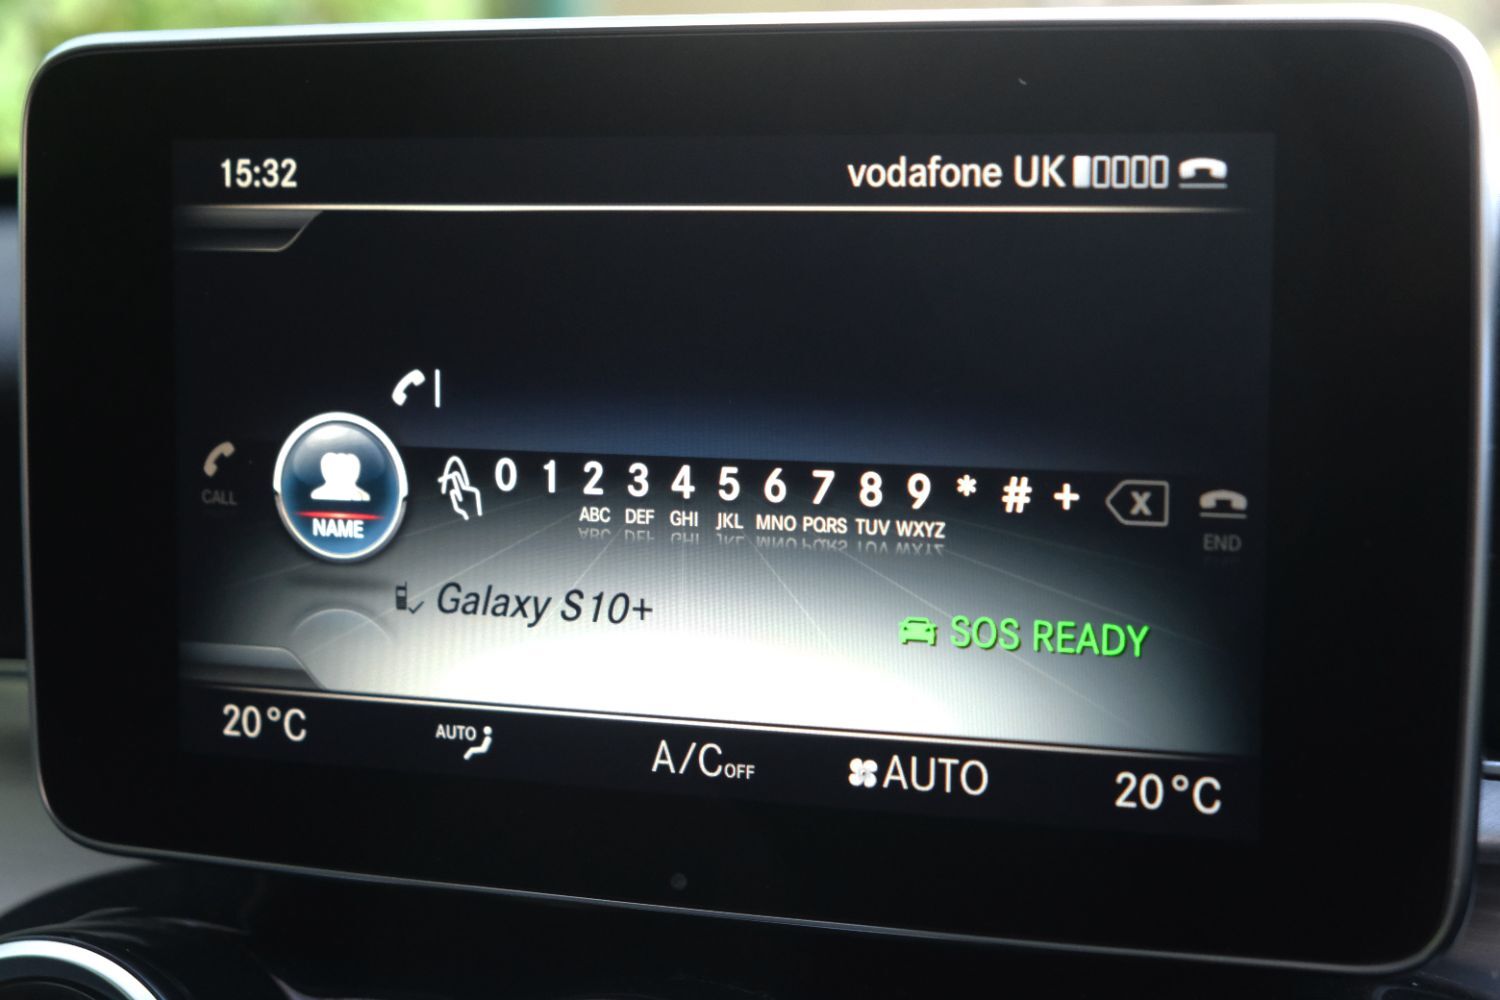 15:32
vodafone UK
CALL
NAME
0 1 2 3 4 5 6 7 8 9 * # + X
ABC DEF GHI JKL MNO PQRS TUV WXYZ
END
Galaxy S10+
SOS READY
20°C
AUTO
A/C OFF
AUTO
20°C